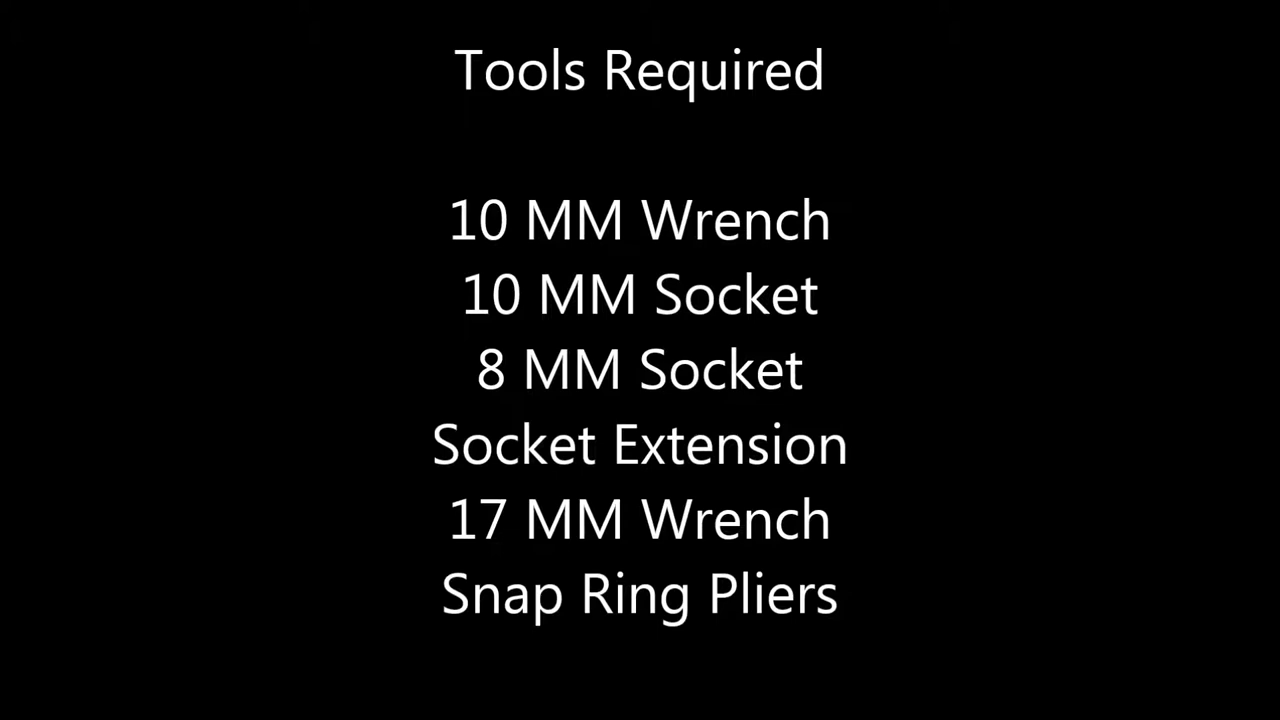 Tools Required
10 MM Wrench
10 MM Socket
8 MM Socket
Socket Extension
17 MM Wrench
Snap Ring Pliers